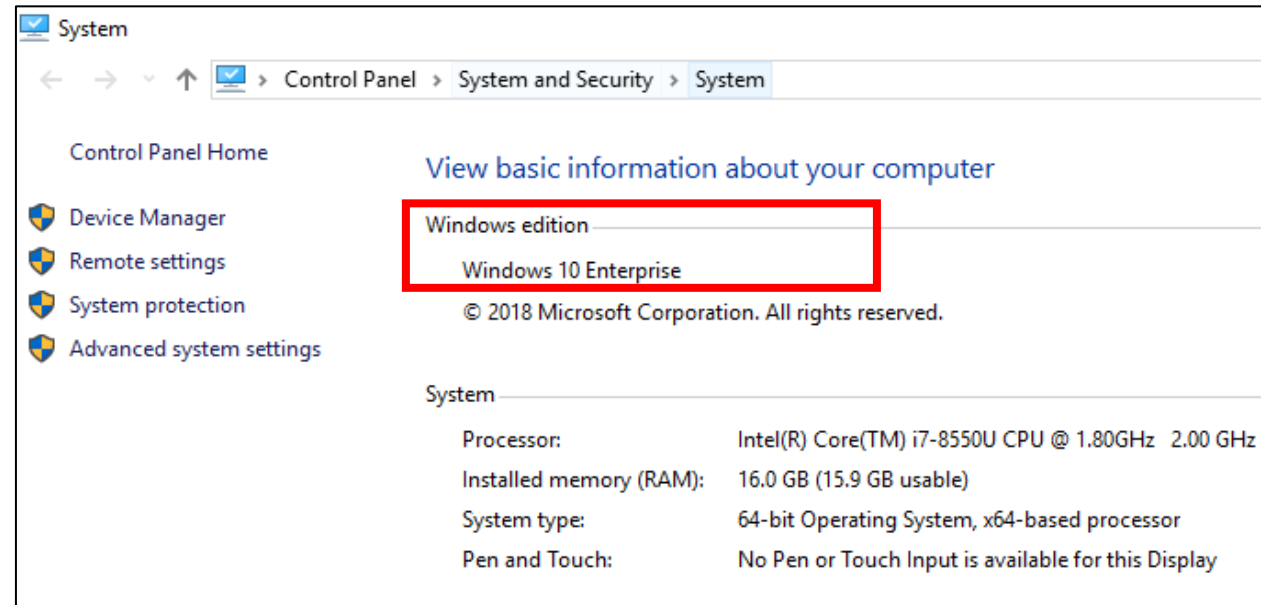 System
Control Panel > System and Security > System
Control Panel Home
Device Manager
Remote settings
System protection
Advanced system settings
View basic information about your computer
Windows edition
Windows 10 Enterprise
© 2018 Microsoft Corporation. All rights reserved.
System
Processor: Intel(R) Core(TM) i7-8550U CPU @ 1.80GHz 2.00 GHz
Installed memory (RAM): 16.0 GB (15.9 GB usable)
System type: 64-bit Operating System, x64-based processor
Pen and Touch: No Pen or Touch Input is available for this Display